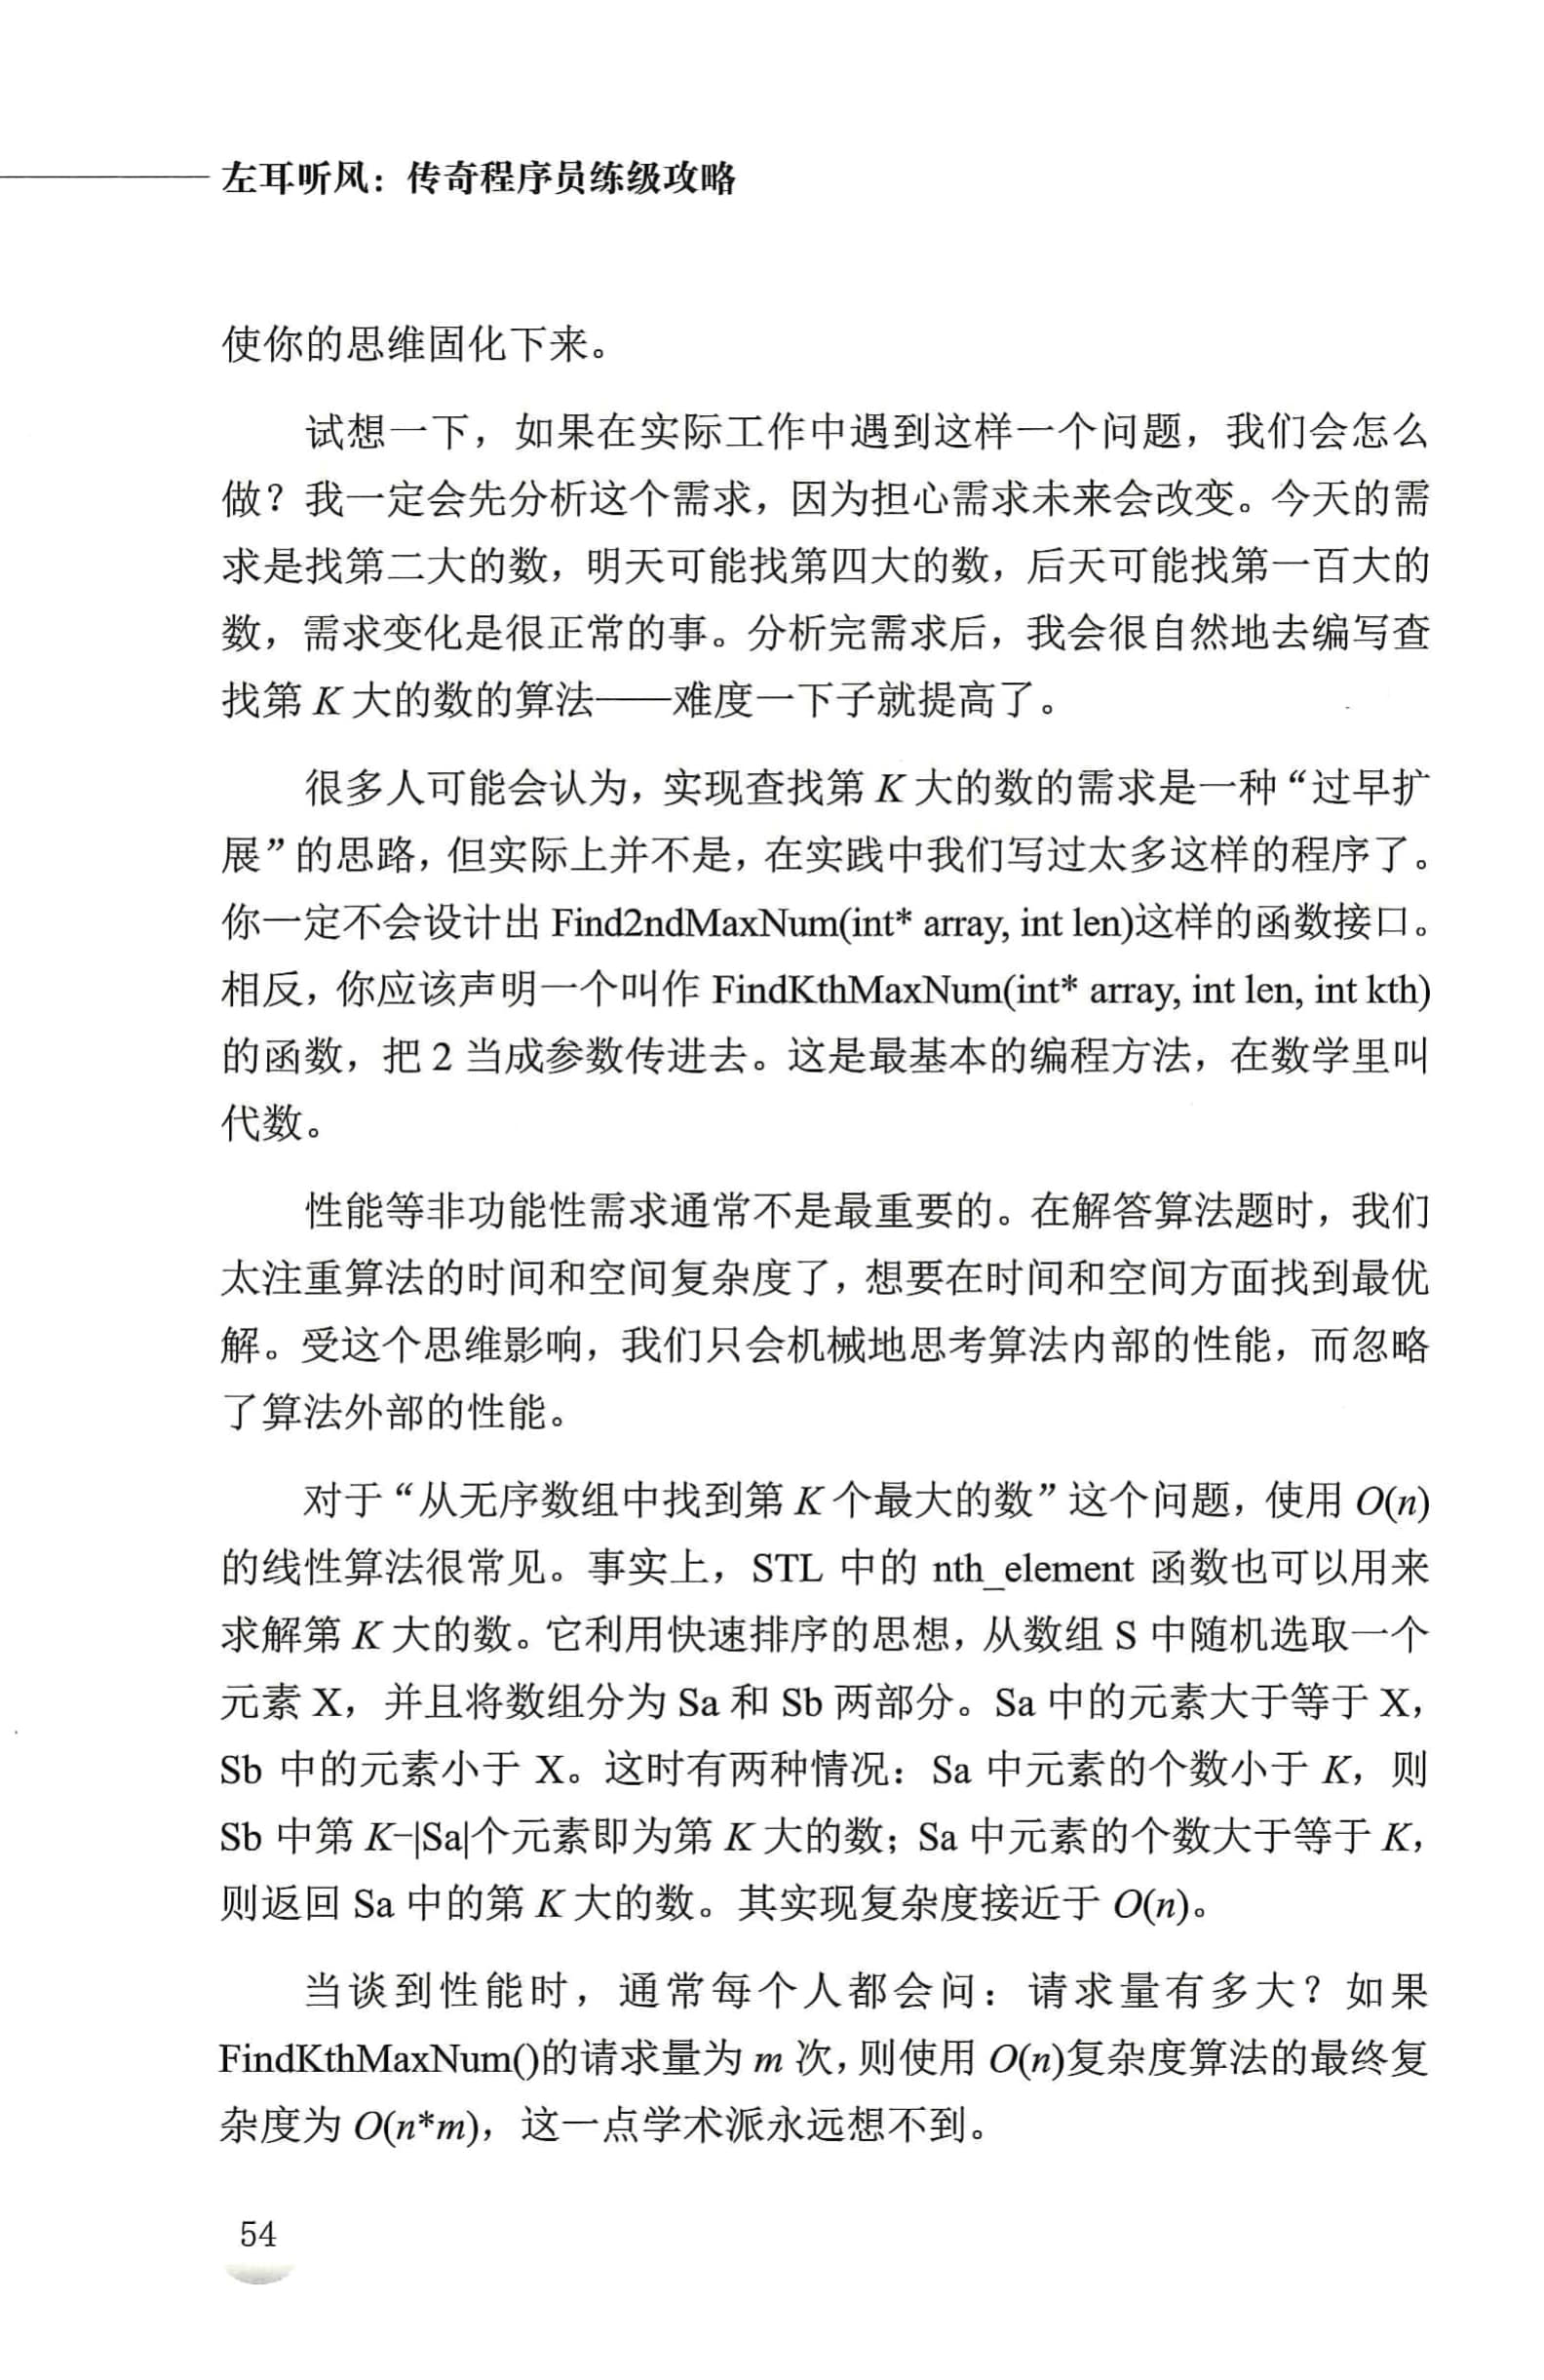 左耳听风：传奇程序员练级攻略
使你的思维固化下来。
试想一下，如果在实际工作中遇到这样一个问题，我们会怎么
做？我一定会先分析这个需求，因为担心需求未来会改变。今天的需
求是找第二大的数，明天可能找第四大的数，后天可能找第一百大的
数，需求变化是很正常的事。分析完需求后，我会很自然地去编写查
找第 K 大的数的算法——难度一下子就提高了。
很多人可能会认为，实现查找第 K 大的数的需求是一种“过早扩
展”的思路，但实际上并不是，在实践中我们写过太多这样的程序了。
你一定不会设计出 Find2ndMaxNum(int* array, int len)这样的函数接口。
相反，你应该声明一个叫作 FindKthMaxNum(int* array, int len, int kth)
的函数，把 2 当成参数传进去。这是最基本的编程方法，在数学里叫
代数。
性能等非功能性需求通常不是最重要的。在解答算法题时，我们
太注重算法的时间和空间复杂度了，想要在时间和空间方面找到最优
解。受这个思维影响，我们只会机械地思考算法内部的性能，而忽略
了算法外部的性能。
对于“从无序数组中找到第 K 个最大的数”这个问题，使用 O(n)
的线性算法很常见。事实上，STL 中的 nth_element 函数也可以用来
求解第 K 大的数。它利用快速排序的思想，从数组 S 中随机选取一个
元素 X，并且将数组分为 Sa 和 Sb 两部分。Sa 中的元素大于等于 X，
Sb 中的元素小于 X。这时有两种情况：Sa 中元素的个数小于 K，则
Sb 中第 K-|Sa|个元素即为第 K 大的数；Sa 中元素的个数大于等于 K，
则返回 Sa 中的第 K 大的数。其实现复杂度接近于 O(n)。
当谈到性能时，通常每个人都会问：请求量有多大？如果
FindKthMaxNum()的请求量为 m 次，则使用 O(n)复杂度算法的最终复
杂度为 O(n*m)，这一点学术派永远想不到。
54